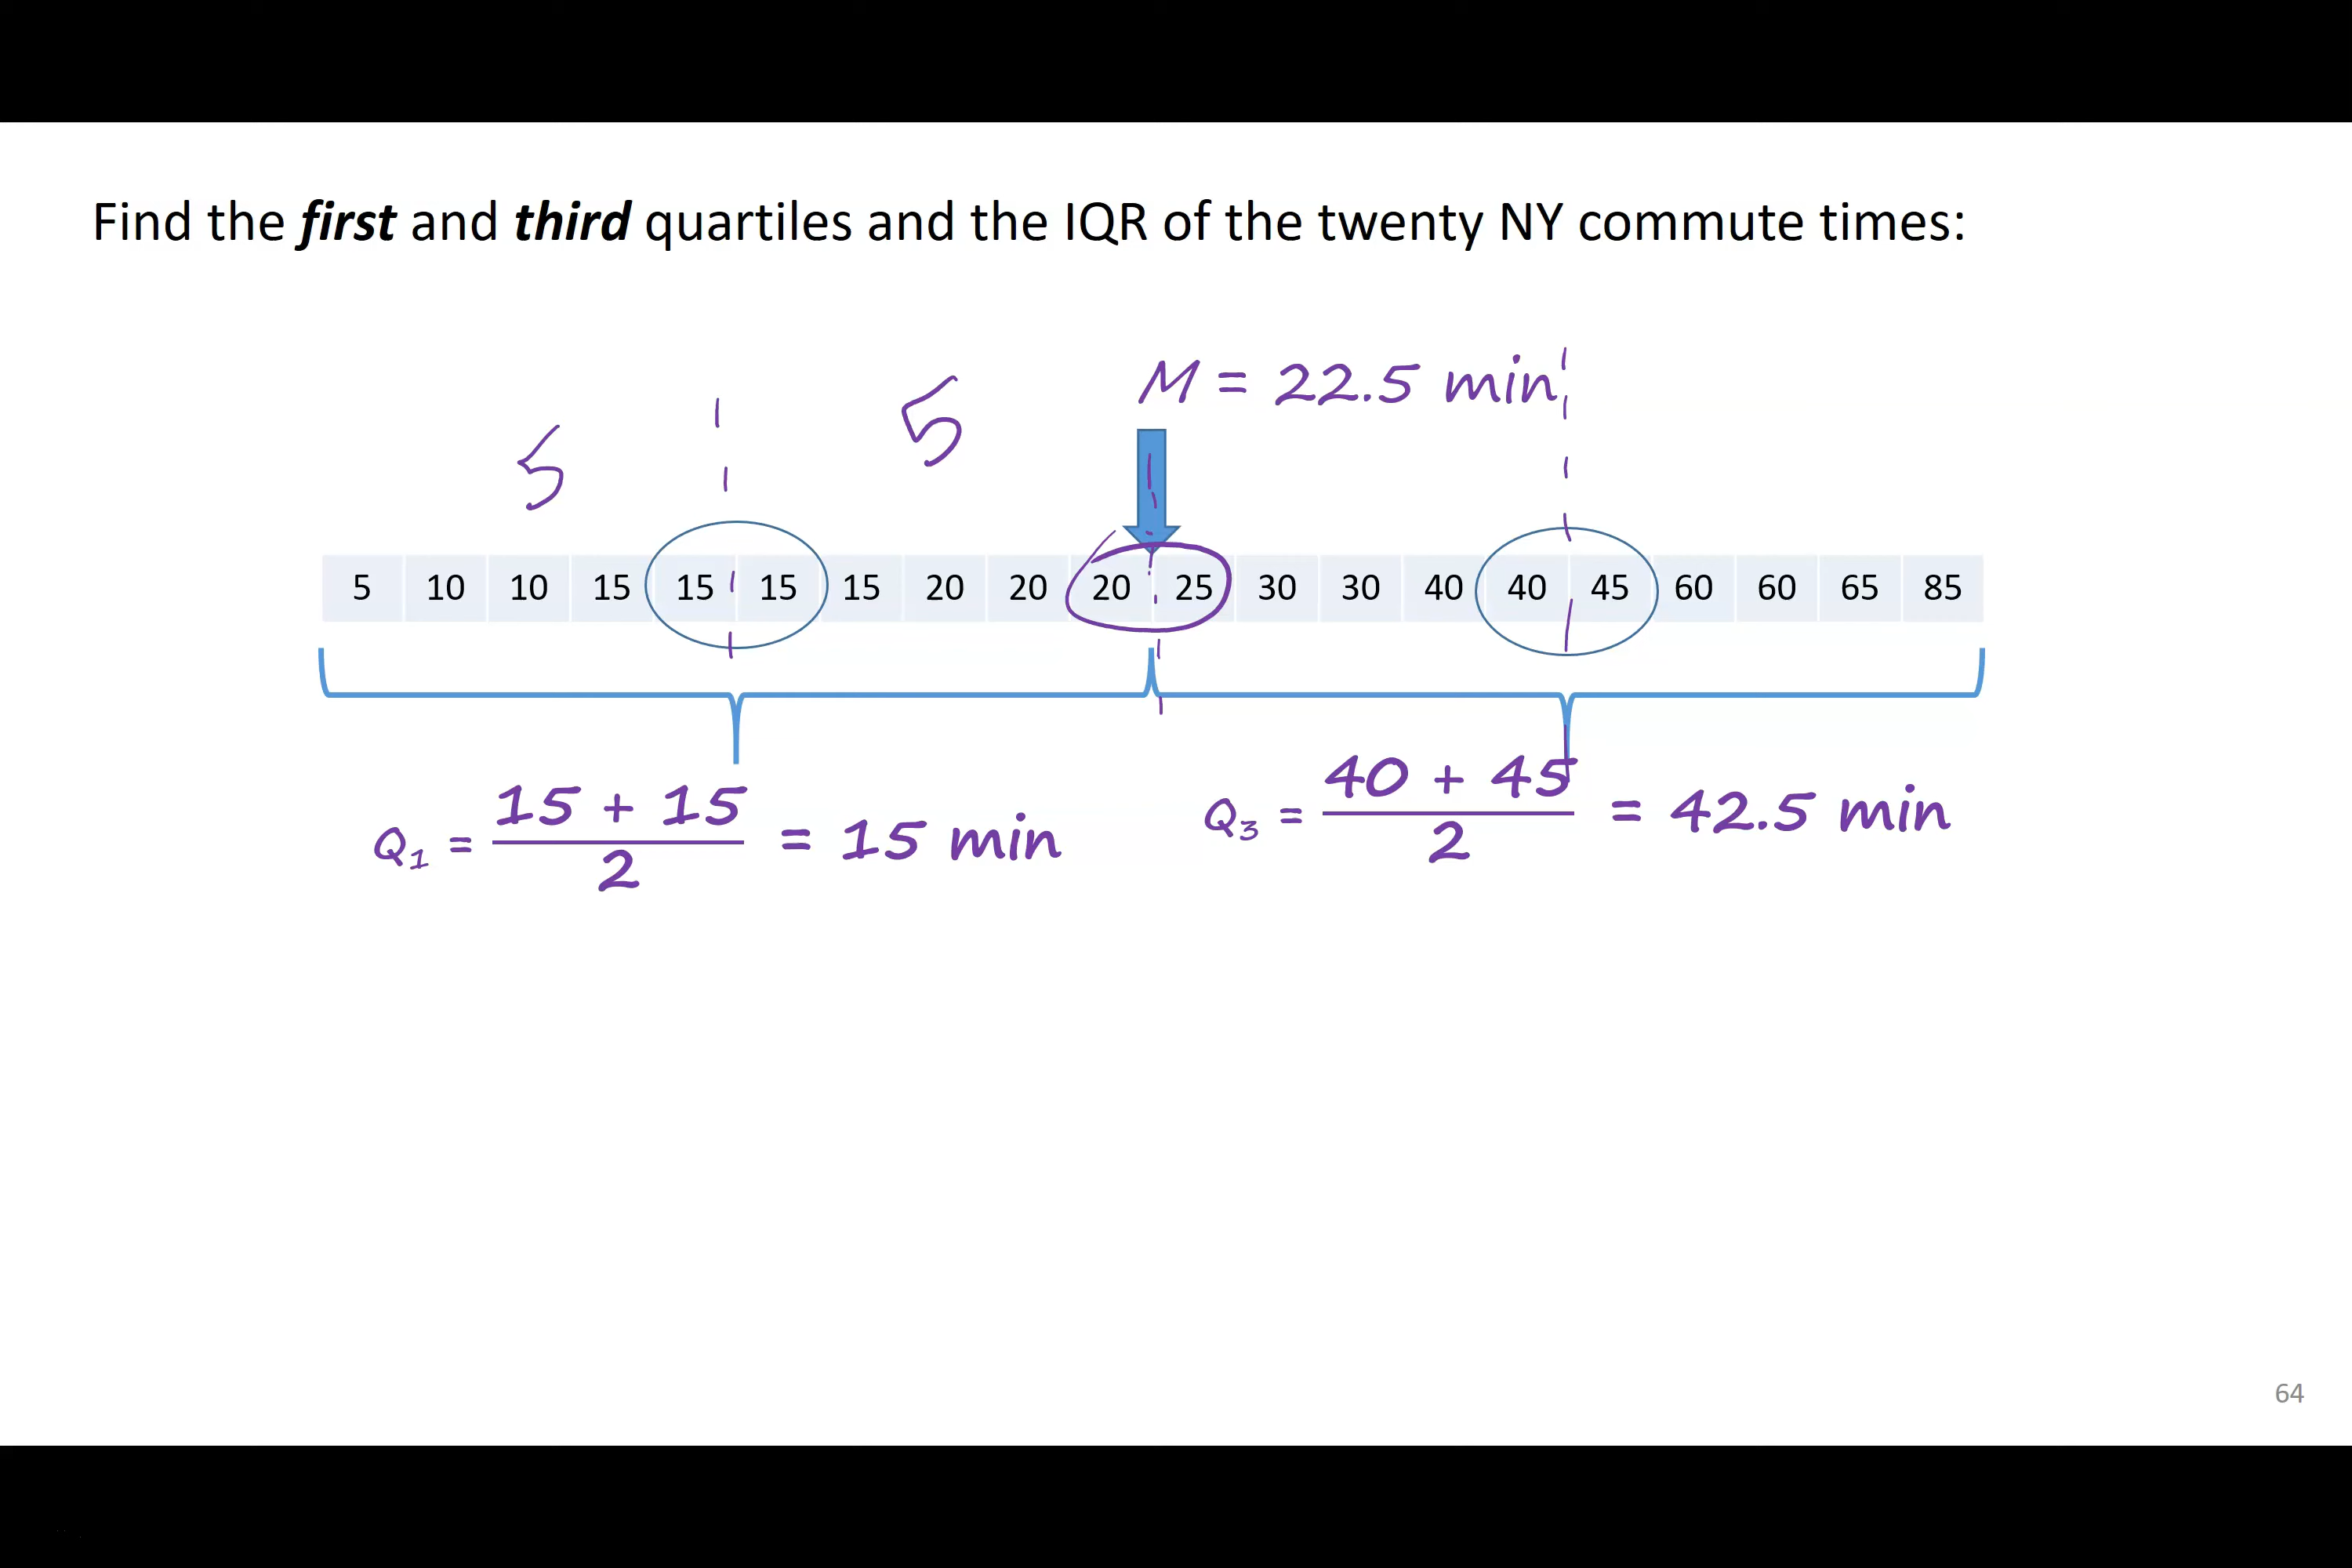 Find the first and third quartiles and the IQR of the twenty NY commute times:
M = 22.5 min
5 5
5 10 10 15 15 15 15 20 20 20 25 30 30 40 40 45 60 60 65 85
Q₁ = (15 + 15)/2 = 15 min
Q₃ = (40 + 45)/2 = 42.5 min
64